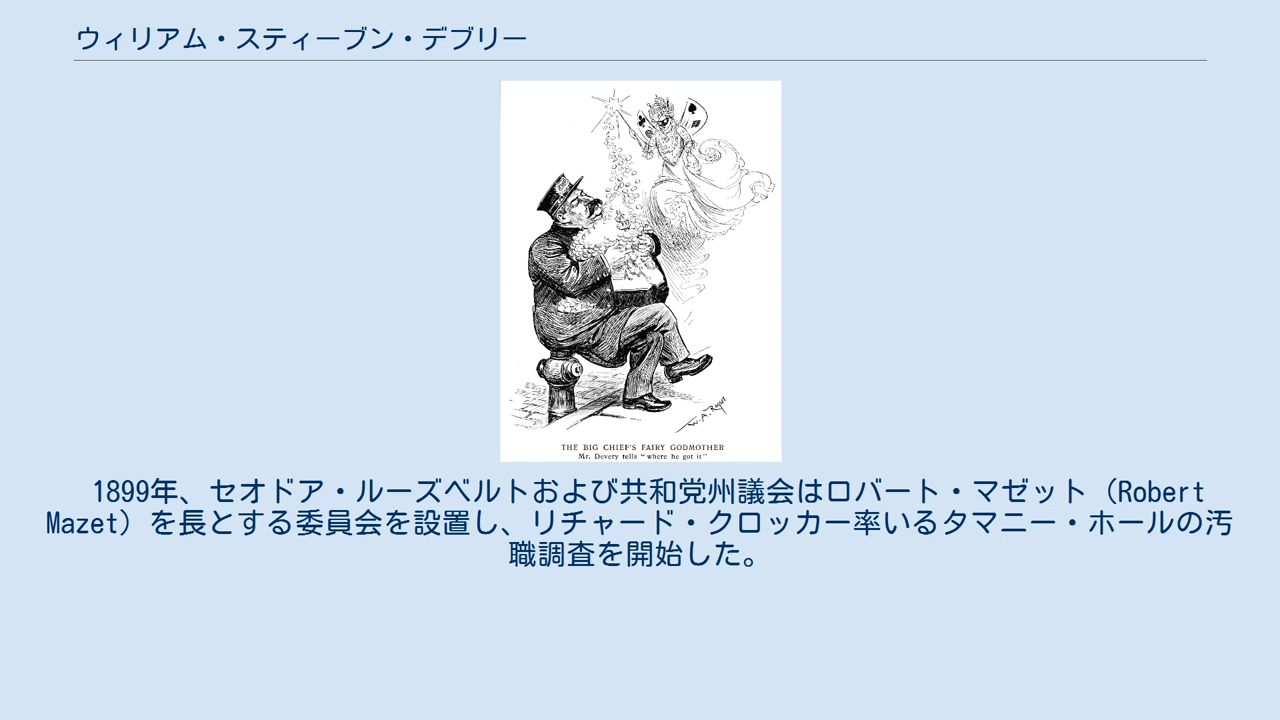 ウィリアム・スティーブン・デブリー
W. A. Rogers
THE BIG CHIEF'S FAIRY GODMOTHER
Mr. Devery tells "where he got it"
1899年、セオドア・ルーズベルトおよび共和党州議会はロバート・マゼット（Robert
Mazet）を長とする委員会を設置し、リチャード・クロッカー率いるタマニー・ホールの汚
職調査を開始した。